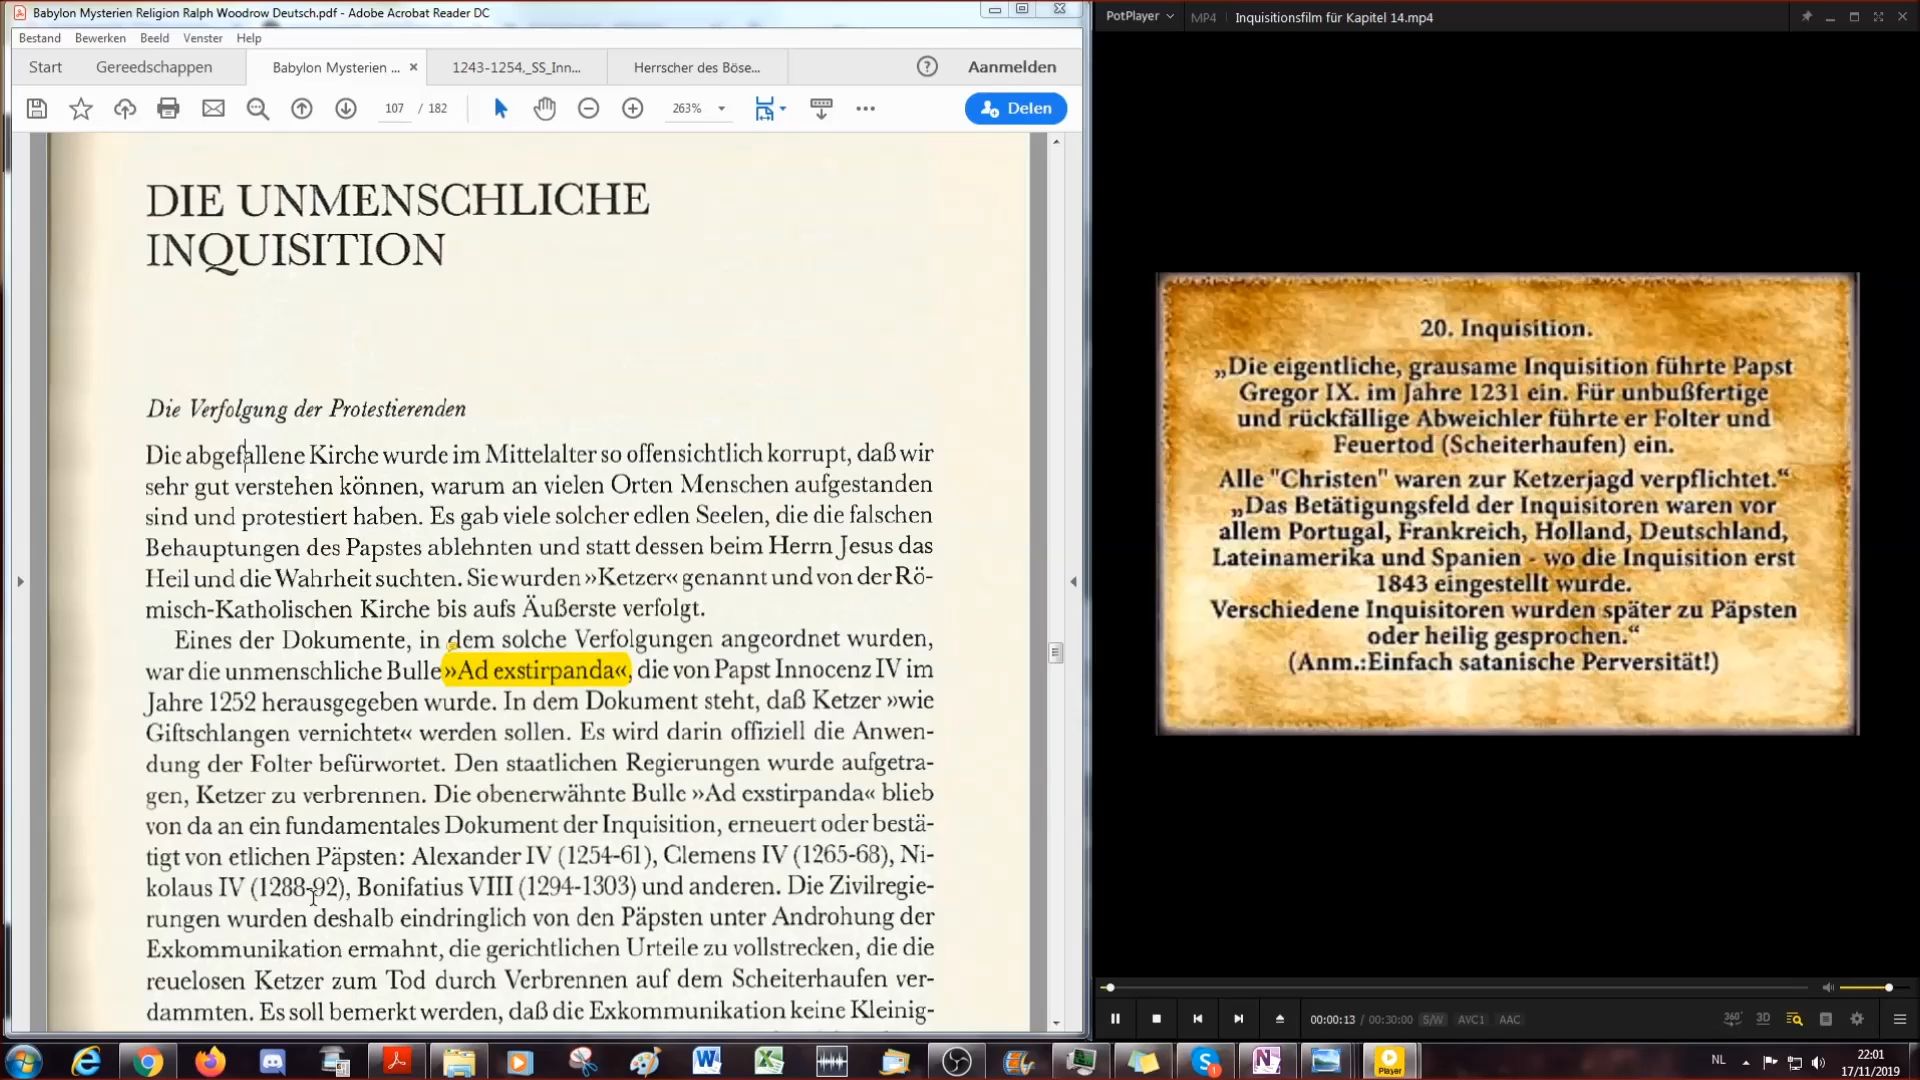 Babylon Mysterien Religion Ralph Woodrow Deutsch.pdf - Adobe Acrobat Reader DC
Bestand Bewerken Beeld Venster Help
Start Gereedschappen Babylon Mysterien ... × 1243-1254,_SS_Inn... Herrscher des Böse... Aanmelden
107 / 182 263% Delen
DIE UNMENSCHLICHE
INQUISITION
Die Verfolgung der Protestierenden
Die abgefallene Kirche wurde im Mittelalter so offensichtlich korrupt, daß wir
sehr gut verstehen können, warum an vielen Orten Menschen aufgestanden
sind und protestiert haben. Es gab viele solcher edlen Seelen, die die falschen
Behauptungen des Papstes ablehnten und statt dessen beim Herrn Jesus das
Heil und die Wahrheit suchten. Sie wurden »Ketzer« genannt und von der Rö-
misch-Katholischen Kirche bis aufs Äußerste verfolgt.
Eines der Dokumente, in dem solche Verfolgungen angeordnet wurden,
war die unmenschliche Bulle »Ad exstirpanda«, die von Papst Innocenz IV im
Jahre 1252 herausgegeben wurde. In dem Dokument steht, daß Ketzer »wie
Giftschlangen vernichtet« werden sollen. Es wird darin offiziell die Anwen-
dung der Folter befürwortet. Den staatlichen Regierungen wurde aufgetra-
gen, Ketzer zu verbrennen. Die obenerwähnte Bulle »Ad exstirpanda« blieb
von da an ein fundamentales Dokument der Inquisition, erneuert oder bestä-
tigt von etlichen Päpsten: Alexander IV (1254-61), Clemens IV (1265-68), Ni-
kolaus IV (1288-92), Bonifatius VIII (1294-1303) und anderen. Die Zivilregie-
rungen wurden deshalb eindringlich von den Päpsten unter Androhung der
Exkommunikation ermahnt, die gerichtlichen Urteile zu vollstrecken, die die
reuelosen Ketzer zum Tod durch Verbrennen auf dem Scheiterhaufen ver-
dammten. Es soll bemerkt werden, daß die Exkommunikation keine Kleinig-
PotPlayer MP4 Inquisitionsfilm für Kapitel 14.mp4
20. Inquisition.
„Die eigentliche, grausame Inquisition führte Papst
Gregor IX. im Jahre 1231 ein. Für unbußfertige
und rückfällige Abweichler führte er Folter und
Feuertod (Scheiterhaufen) ein.
Alle "Christen" waren zur Ketzerjagd verpflichtet.“
„Das Betätigungsfeld der Inquisitoren waren vor
allem Portugal, Frankreich, Holland, Deutschland,
Lateinamerika und Spanien - wo die Inquisition erst
1843 eingestellt wurde.
Verschiedene Inquisitoren wurden später zu Päpsten
oder heilig gesprochen.“
(Anm.:Einfach satanische Perversität!)
00:00:13 / 00:30:00 S/W AVC1 AAC 360° 3D
NL 22:01
17/11/2019